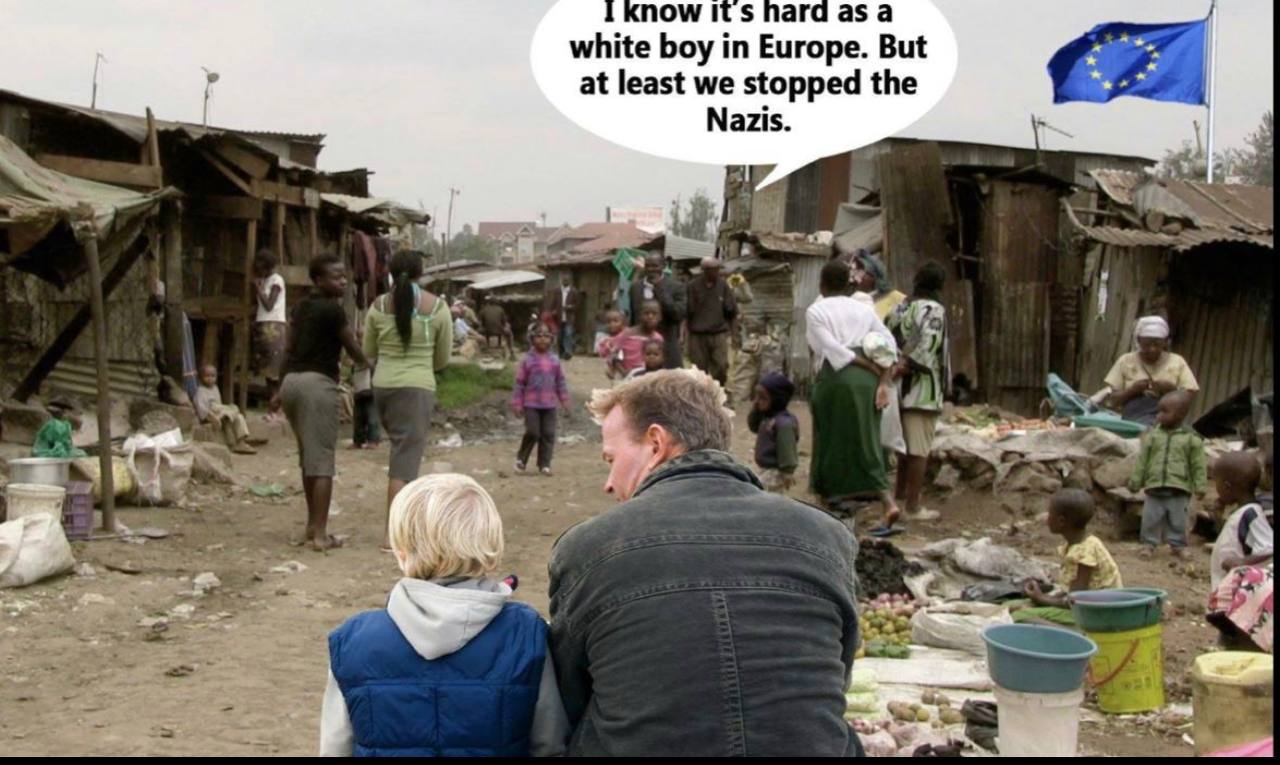 I know it's hard as a
white boy in Europe. But
at least we stopped the
Nazis.